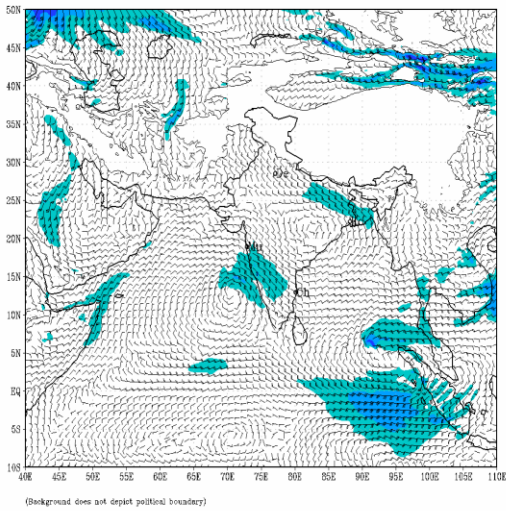 50N
45N
40N
35N
30N
25N
20N
15N
10N
5N
EQ
5S
10S
40E 45E 50E 55E 60E 65E 70E 75E 80E 85E 90E 95E 100E 105E 110E
(Background does not depict political boundary)